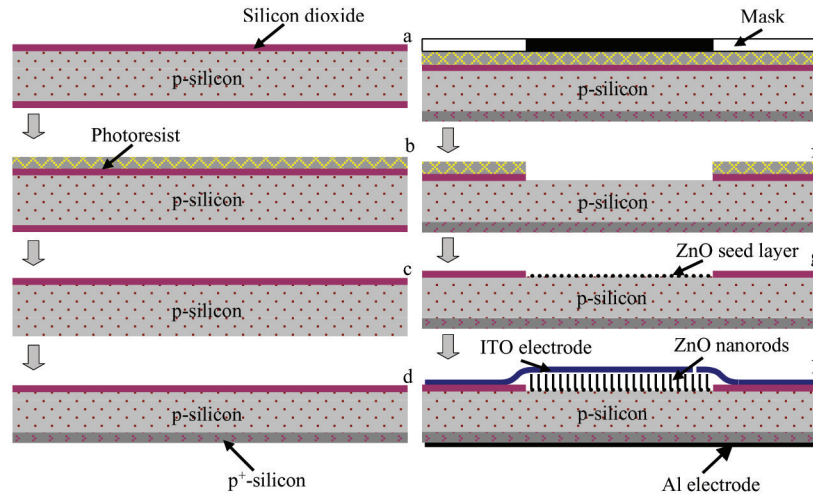 Silicon dioxide
a
p-silicon
Photoresist
b
p-silicon
c
p-silicon
d
p-silicon
p+-silicon
Mask
p-silicon
p-silicon
ZnO seed layer
p-silicon
ITO electrode
ZnO nanorods
p-silicon
Al electrode